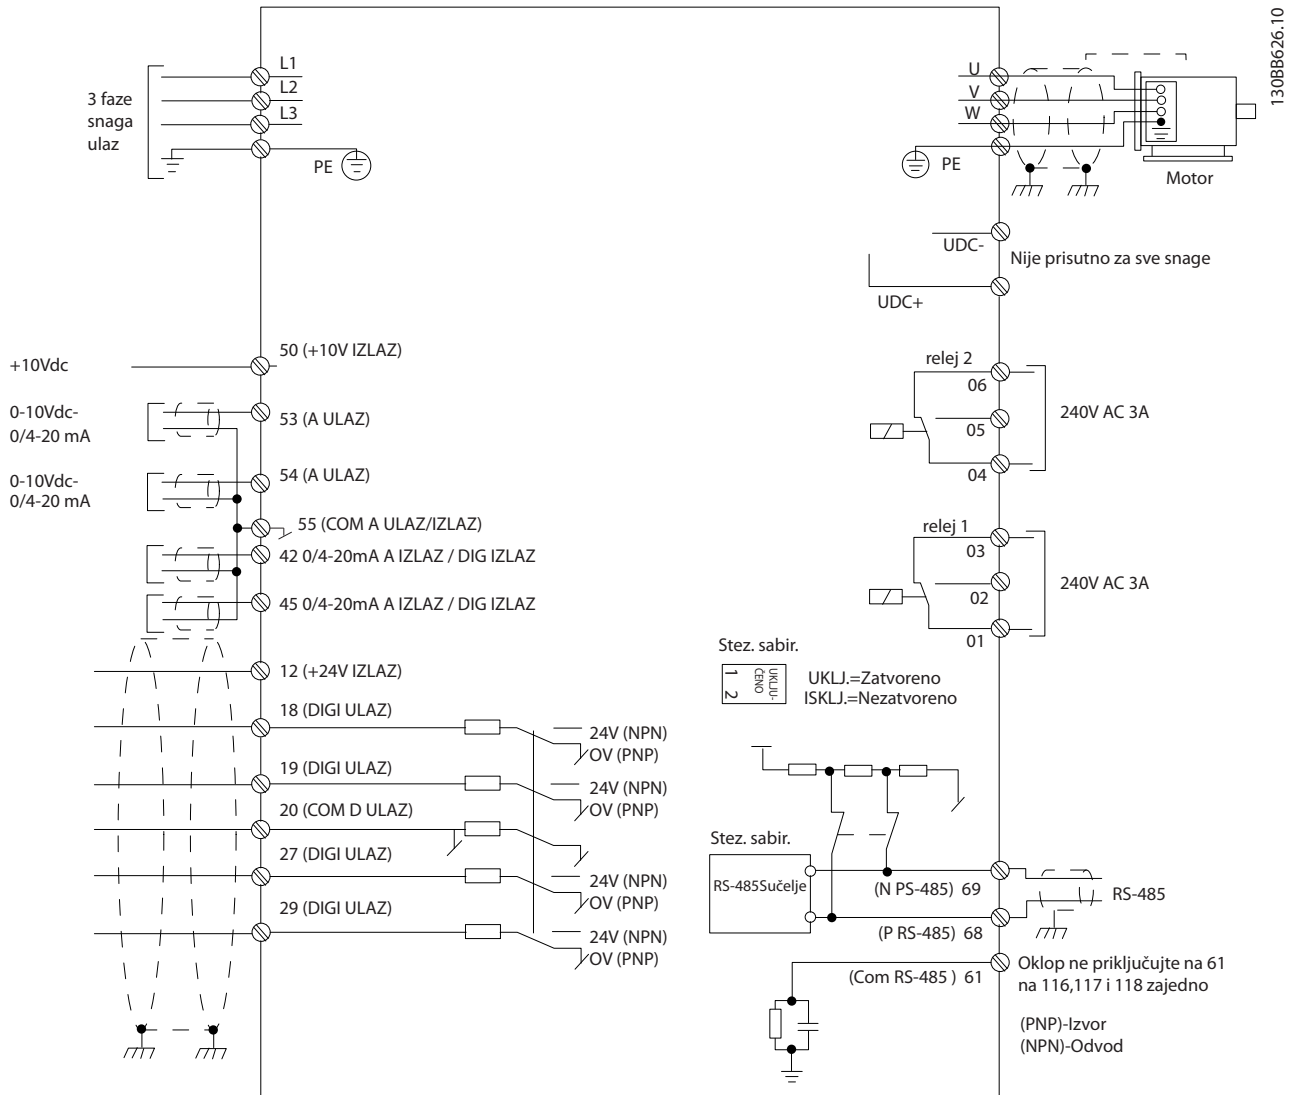 130BB626.10
L1
L2
L3
3 faze
snaga
ulaz
PE
U
V
W
PE
Motor
UDC-
Nije prisutno za sve snage
UDC+
+10Vdc
50 (+10V IZLAZ)
0-10Vdc-
0/4-20 mA
53 (A ULAZ)
0-10Vdc-
0/4-20 mA
54 (A ULAZ)
55 (COM A ULAZ/IZLAZ)
42 0/4-20mA A IZLAZ / DIG IZLAZ
45 0/4-20mA A IZLAZ / DIG IZLAZ
12 (+24V IZLAZ)
18 (DIGI ULAZ)
24V (NPN)
OV (PNP)
19 (DIGI ULAZ)
24V (NPN)
OV (PNP)
20 (COM D ULAZ)
27 (DIGI ULAZ)
24V (NPN)
OV (PNP)
29 (DIGI ULAZ)
24V (NPN)
OV (PNP)
relej 2
06
05
04
240V AC 3A
relej 1
03
02
01
240V AC 3A
Stez. sabir.
1 2
UKLJU-
ČENO
UKLJ.=Zatvoreno
ISKLJ.=Nezatvoreno
Stez. sabir.
RS-485Sučelje
(N PS-485) 69
RS-485
(P RS-485) 68
(Com RS-485 ) 61
Oklop ne priključujte na 61
na 116,117 i 118 zajedno
(PNP)-Izvor
(NPN)-Odvod